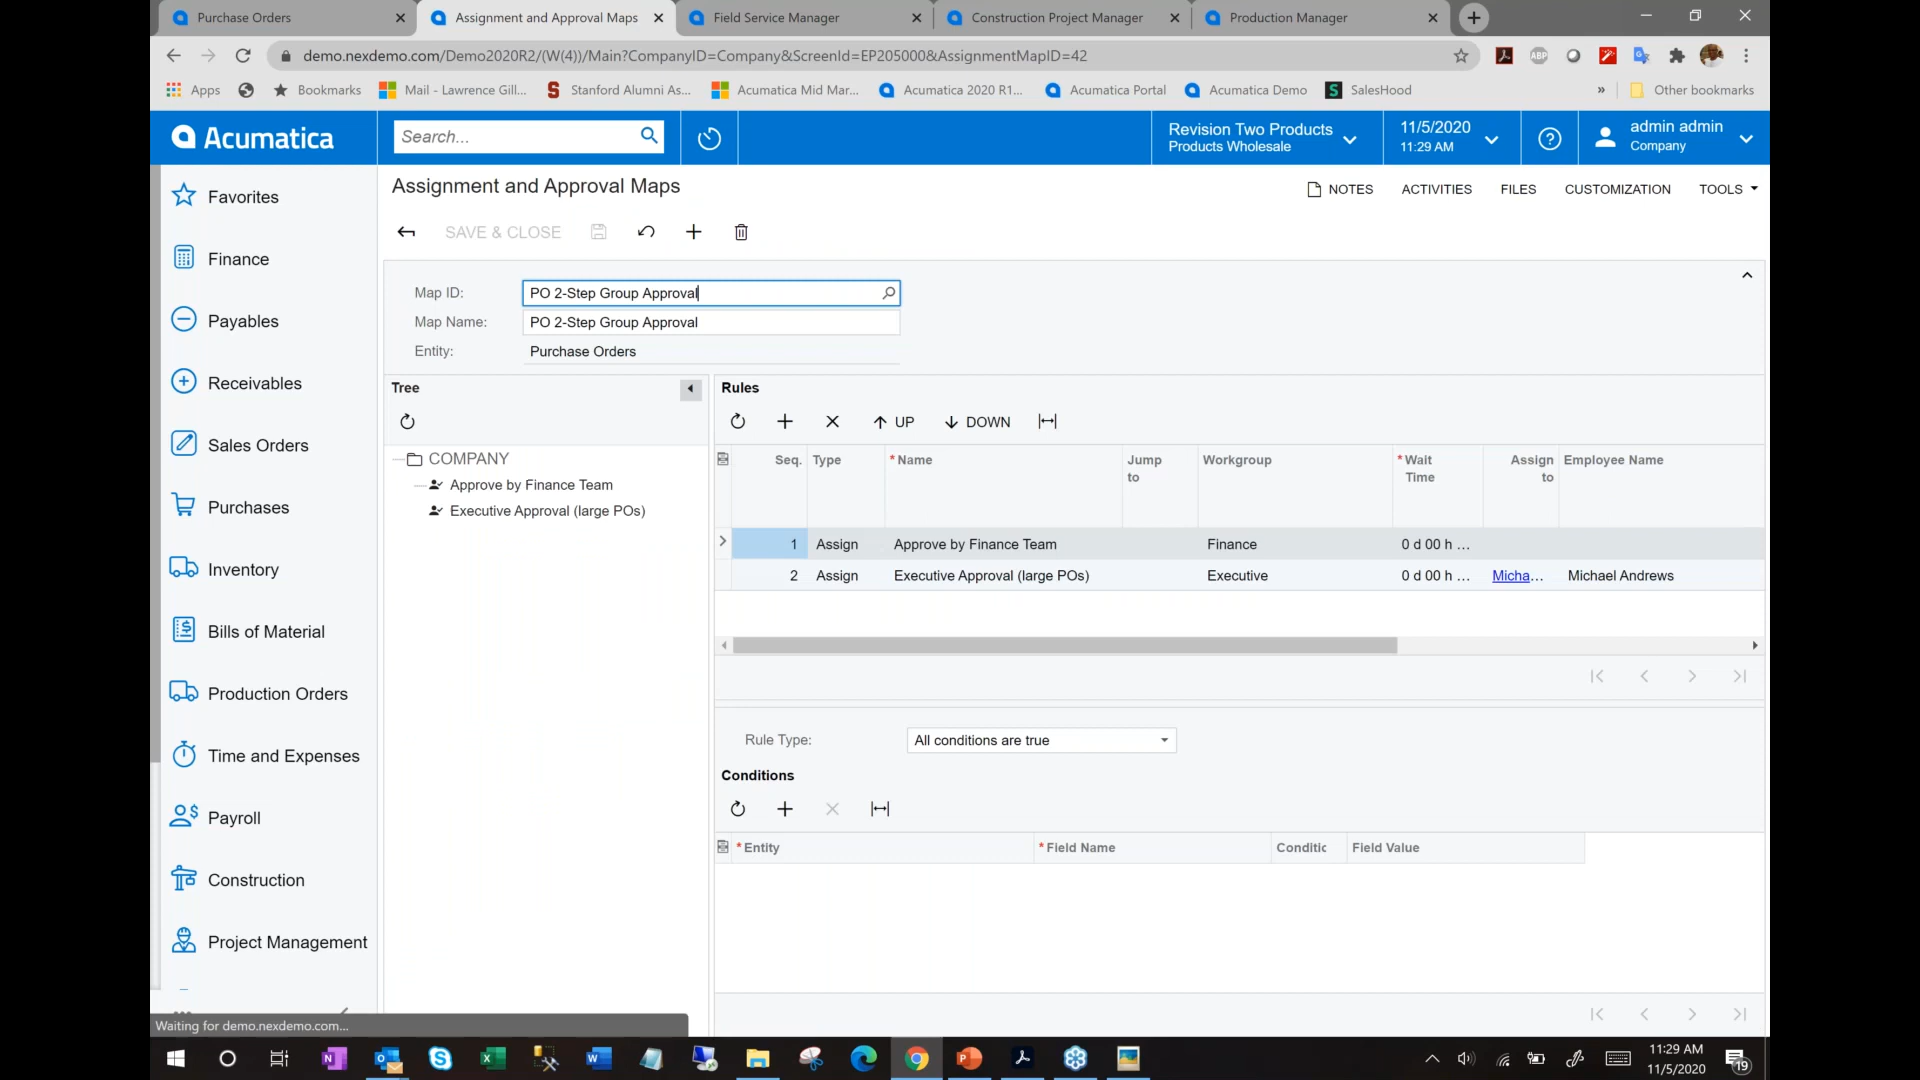 Purchase Orders
Assignment and Approval Maps
Field Service Manager
Construction Project Manager
Production Manager
demo.nexdemo.com/Demo2020R2/(W(4))/Main?CompanyID=Company&ScreenId=EP205000&AssignmentMapID=42
ABP
Apps
Bookmarks
Mail - Lawrence Gill...
Stanford Alumni As...
Acumatica Mid Mar...
Acumatica 2020 R1...
Acumatica Portal
Acumatica Demo
SalesHood
»
Other bookmarks
Acumatica
Search...
Revision Two Products
Products Wholesale
11/5/2020
11:29 AM
admin admin
Company
Favorites
Finance
Payables
Receivables
Sales Orders
Purchases
Inventory
Bills of Material
Production Orders
Time and Expenses
Payroll
Construction
Project Management
Assignment and Approval Maps
NOTES
ACTIVITIES
FILES
CUSTOMIZATION
TOOLS
SAVE & CLOSE
Map ID: PO 2-Step Group Approval
Map Name: PO 2-Step Group Approval
Entity: Purchase Orders
Tree
COMPANY
Approve by Finance Team
Executive Approval (large POs)
Rules
UP
DOWN
Seq. Type * Name Jump to Workgroup * Wait Time Assign to Employee Name
1 Assign Approve by Finance Team Finance 0 d 00 h ...
2 Assign Executive Approval (large POs) Executive 0 d 00 h ... Micha... Michael Andrews
Rule Type: All conditions are true
Conditions
* Entity * Field Name Conditic Field Value
Waiting for demo.nexdemo.com...
11:29 AM
11/5/2020
19